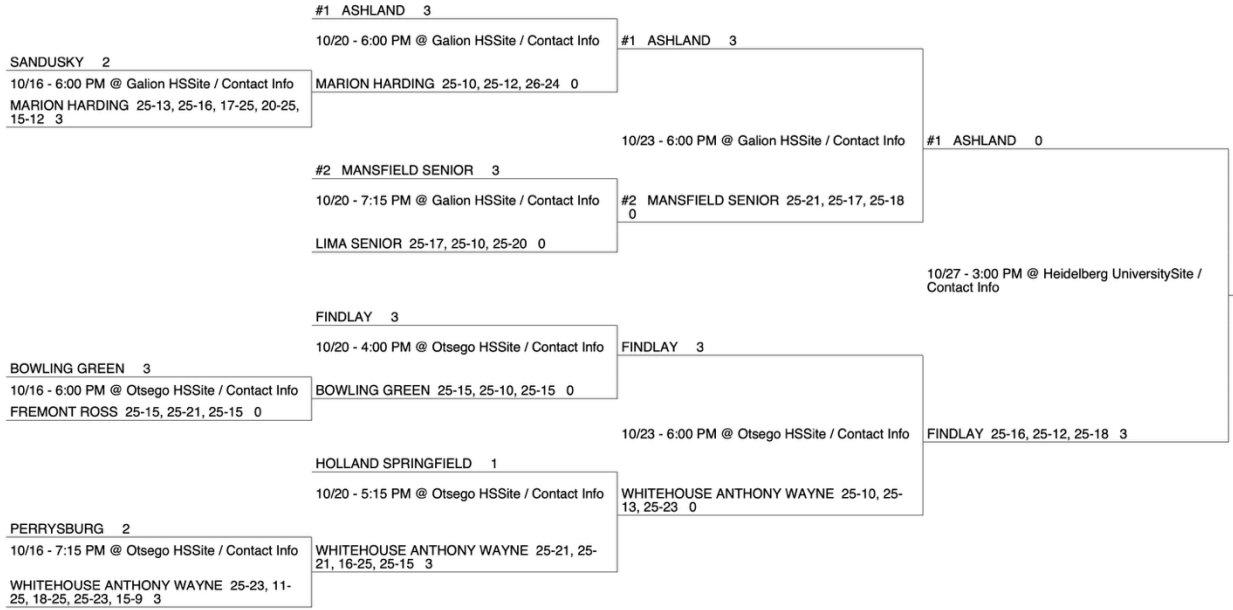 SANDUSKY 2
10/16 - 6:00 PM @ Galion HSSite / Contact Info
MARION HARDING 25-13, 25-16, 17-25, 20-25,
15-12 3
BOWLING GREEN 3
10/16 - 6:00 PM @ Otsego HSSite / Contact Info
FREMONT ROSS 25-15, 25-21, 25-15 0
PERRYSBURG 2
10/16 - 7:15 PM @ Otsego HSSite / Contact Info
WHITEHOUSE ANTHONY WAYNE 25-23, 11-
25, 18-25, 25-23, 15-9 3
#1 ASHLAND 3
10/20 - 6:00 PM @ Galion HSSite / Contact Info
MARION HARDING 25-10, 25-12, 26-24 0
#2 MANSFIELD SENIOR 3
10/20 - 7:15 PM @ Galion HSSite / Contact Info
LIMA SENIOR 25-17, 25-10, 25-20 0
FINDLAY 3
10/20 - 4:00 PM @ Otsego HSSite / Contact Info
BOWLING GREEN 25-15, 25-10, 25-15 0
HOLLAND SPRINGFIELD 1
10/20 - 5:15 PM @ Otsego HSSite / Contact Info
WHITEHOUSE ANTHONY WAYNE 25-21, 25-
21, 16-25, 25-15 3
#1 ASHLAND 3
10/23 - 6:00 PM @ Galion HSSite / Contact Info
#2 MANSFIELD SENIOR 25-21, 25-17, 25-18
0
FINDLAY 3
10/23 - 6:00 PM @ Otsego HSSite / Contact Info
WHITEHOUSE ANTHONY WAYNE 25-10, 25-
13, 25-23 0
#1 ASHLAND 0
10/27 - 3:00 PM @ Heidelberg UniversitySite /
Contact Info
FINDLAY 25-16, 25-12, 25-18 3